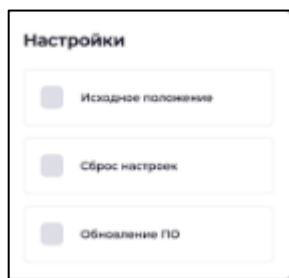 Настройки
Исходное положение
Сброс настроек
Обновление ПО